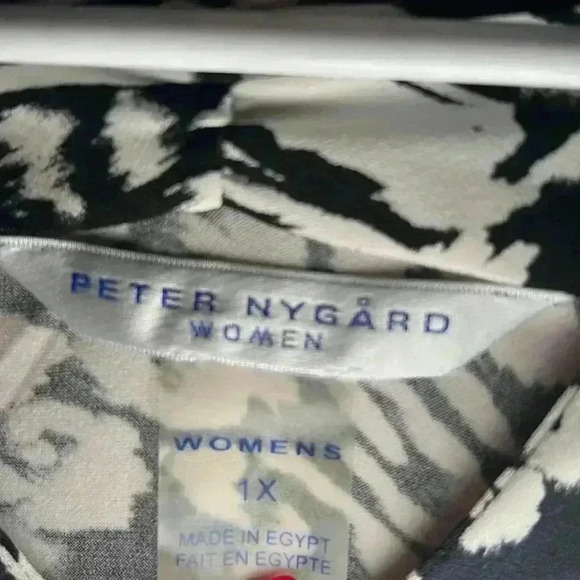 PETER NYGÅRD
WOMEN
WOMENS
1X
MADE IN EGYPT
FAIT EN EGYPTE